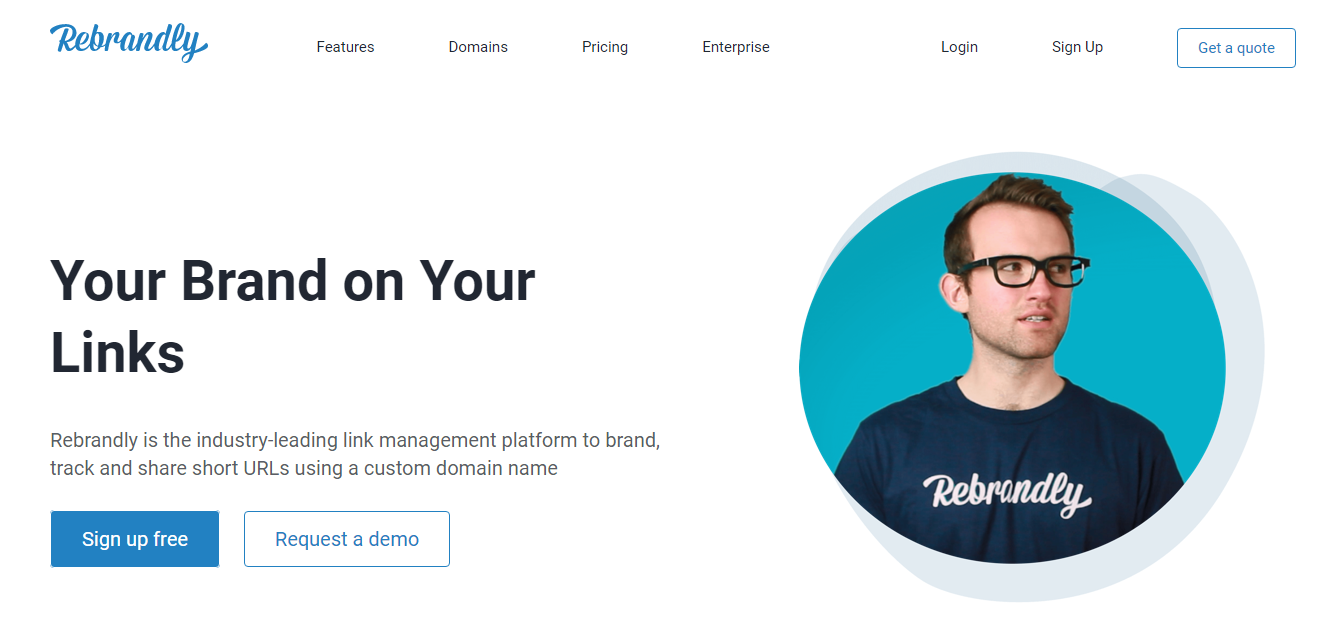 Rebrandly
Features
Domains
Pricing
Enterprise
Login
Sign Up
Get a quote
Your Brand on Your
Links
Rebrandly is the industry-leading link management platform to brand,
track and share short URLs using a custom domain name
Sign up free
Request a demo
Rebrandly